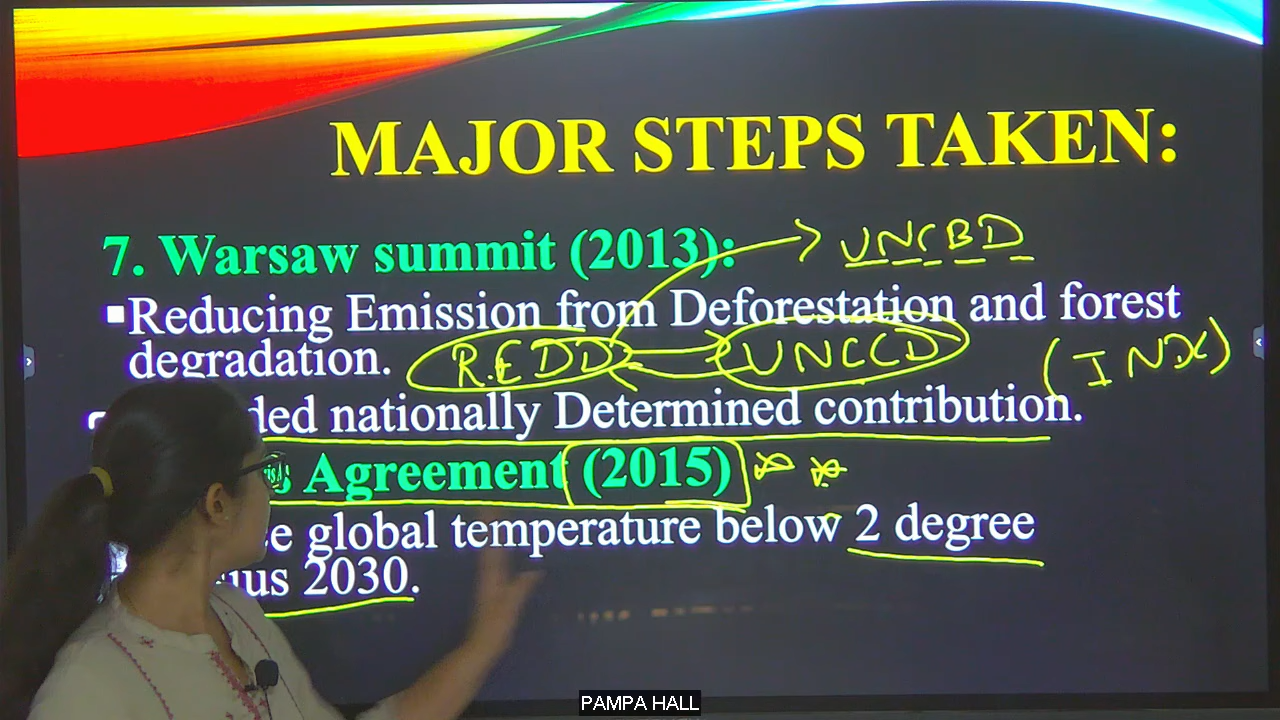 MAJOR STEPS TAKEN:
7. Warsaw summit (2013): UNCBD
Reducing Emission from Deforestation and forest
degradation. REDD UNCCD
ded nationally Determined contribution.
Agreement (2015)
global temperature below 2 degree
2030.
PAMPA HALL